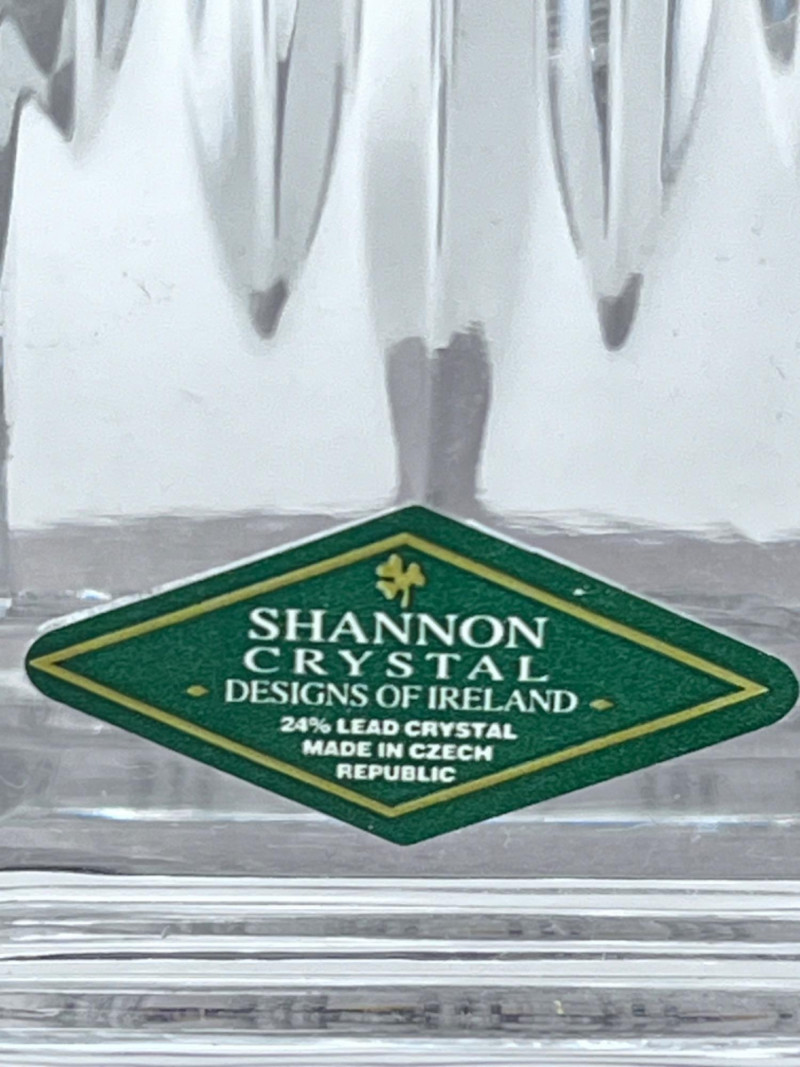 SHANNON
CRYSTAL
DESIGNS OF IRELAND
24% LEAD CRYSTAL
MADE IN CZECH
REPUBLIC